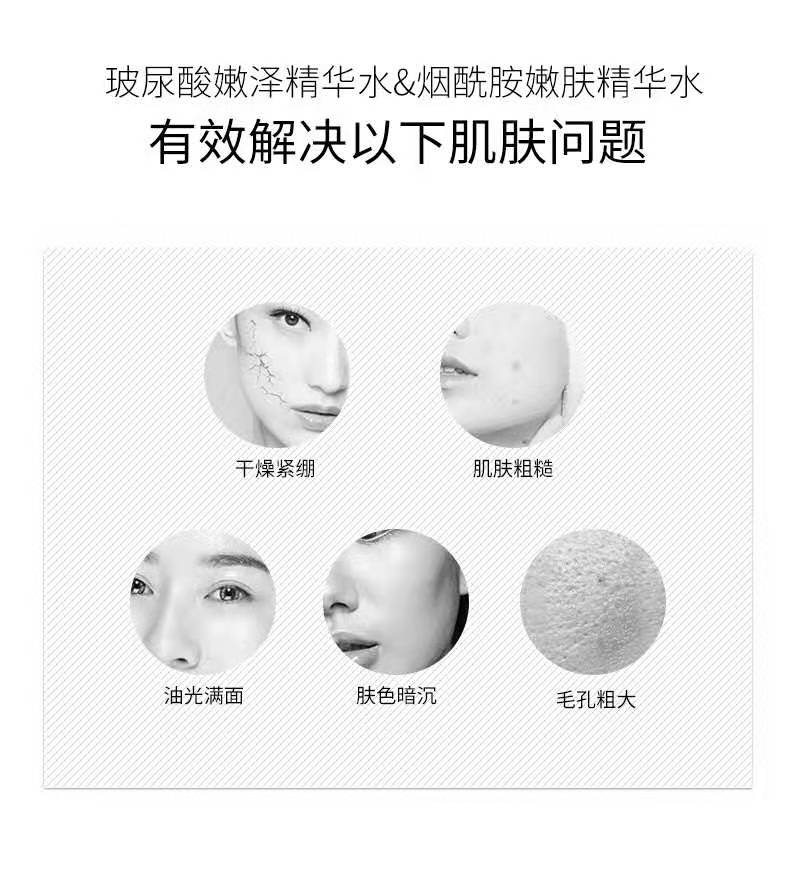 玻尿酸嫩泽精华水&烟酰胺嫩肤精华水
有效解决以下肌肤问题
干燥紧绷
肌肤粗糙
油光满面
肤色暗沉
毛孔粗大